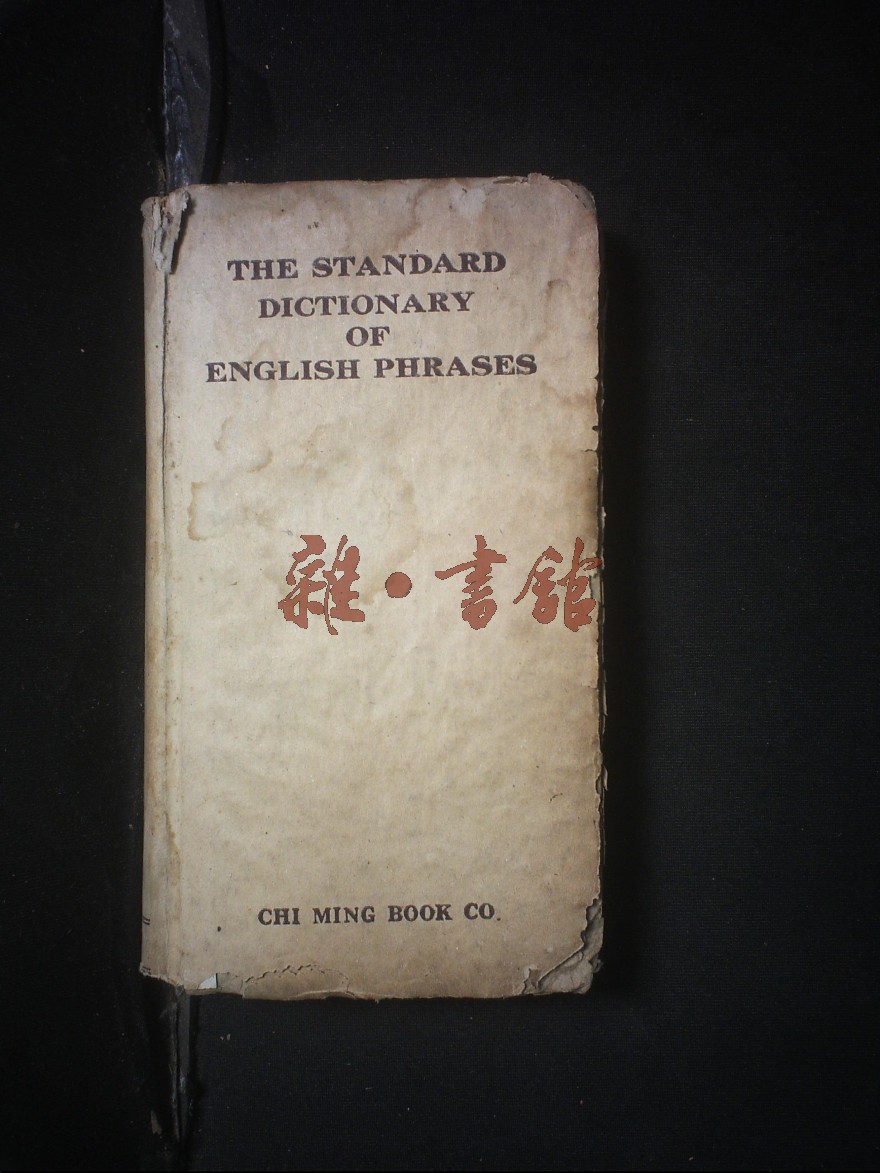 THE STANDARD
DICTIONARY
OF
ENGLISH PHRASES
雜·書館
CHI MING BOOK CO.